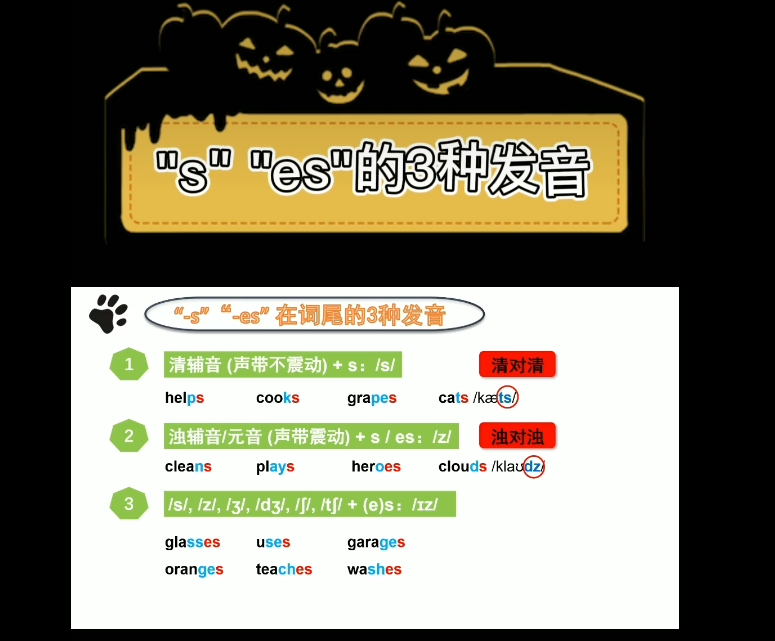 "s" "es"的3种发音
“-s” “-es” 在词尾的3种发音
1 清辅音 (声带不震动) + s：/s/ 清对清
helps cooks grapes cats /kæts/
2 浊辅音/元音 (声带震动) + s / es：/z/ 浊对浊
cleans plays heroes clouds /klaʊdz/
3 /s/, /z/, /ʒ/, /dʒ/, /ʃ/, /tʃ/ + (e)s：/ɪz/
glasses uses garages
oranges teaches washes